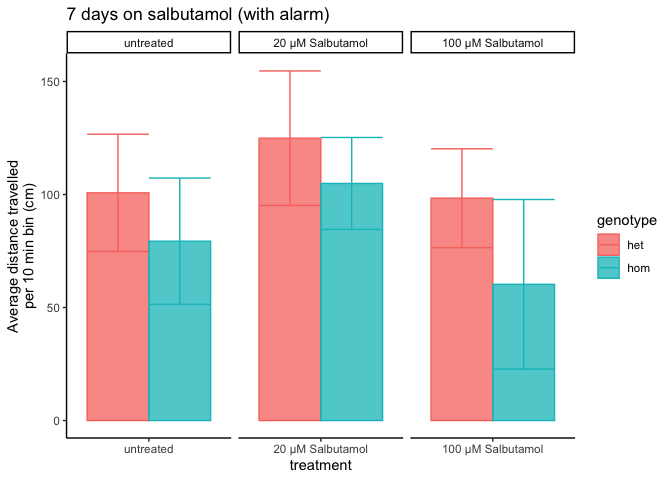 7 days on salbutamol (with alarm)
untreated
20 µM Salbutamol
100 µM Salbutamol
Average distance travelled
per 10 min bin (cm)
150
100
50
0
genotype
het
hom
untreated
20 µM Salbutamol
100 µM Salbutamol
treatment